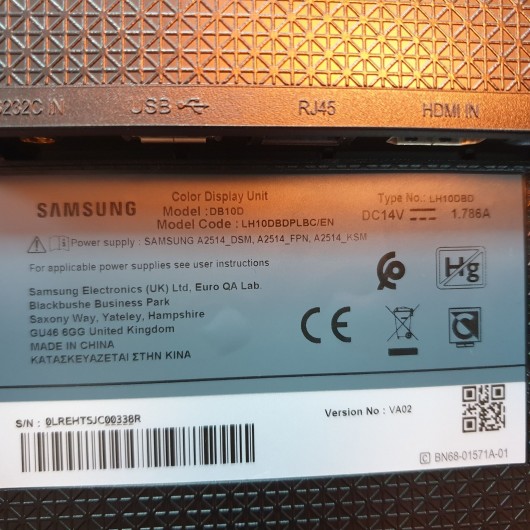 232C IN USB RJ45 HDMI IN
SAMSUNG
Color Display Unit
Model : DB10D
Model Code : LH10DBDPLBC/EN
Type No.: LH10DBD
DC14V 1.786A
Power supply : SAMSUNG A2514_DSM, A2514_FPN, A2514_KSM
For applicable power supplies see user instructions
Samsung Electronics (UK) Ltd, Euro QA Lab.
Blackbushe Business Park
Saxony Way, Yateley, Hampshire
GU46 6GG United Kingdom
MADE IN CHINA
ΚΑΤΑΣΚΕΥΑΖΕΤΑΙ ΣΤΗΝ ΚΙΝΑ
Hg
CE
S/N : 0LREHTSJC00338R
Version No : VA02
C BN68-01571A-01